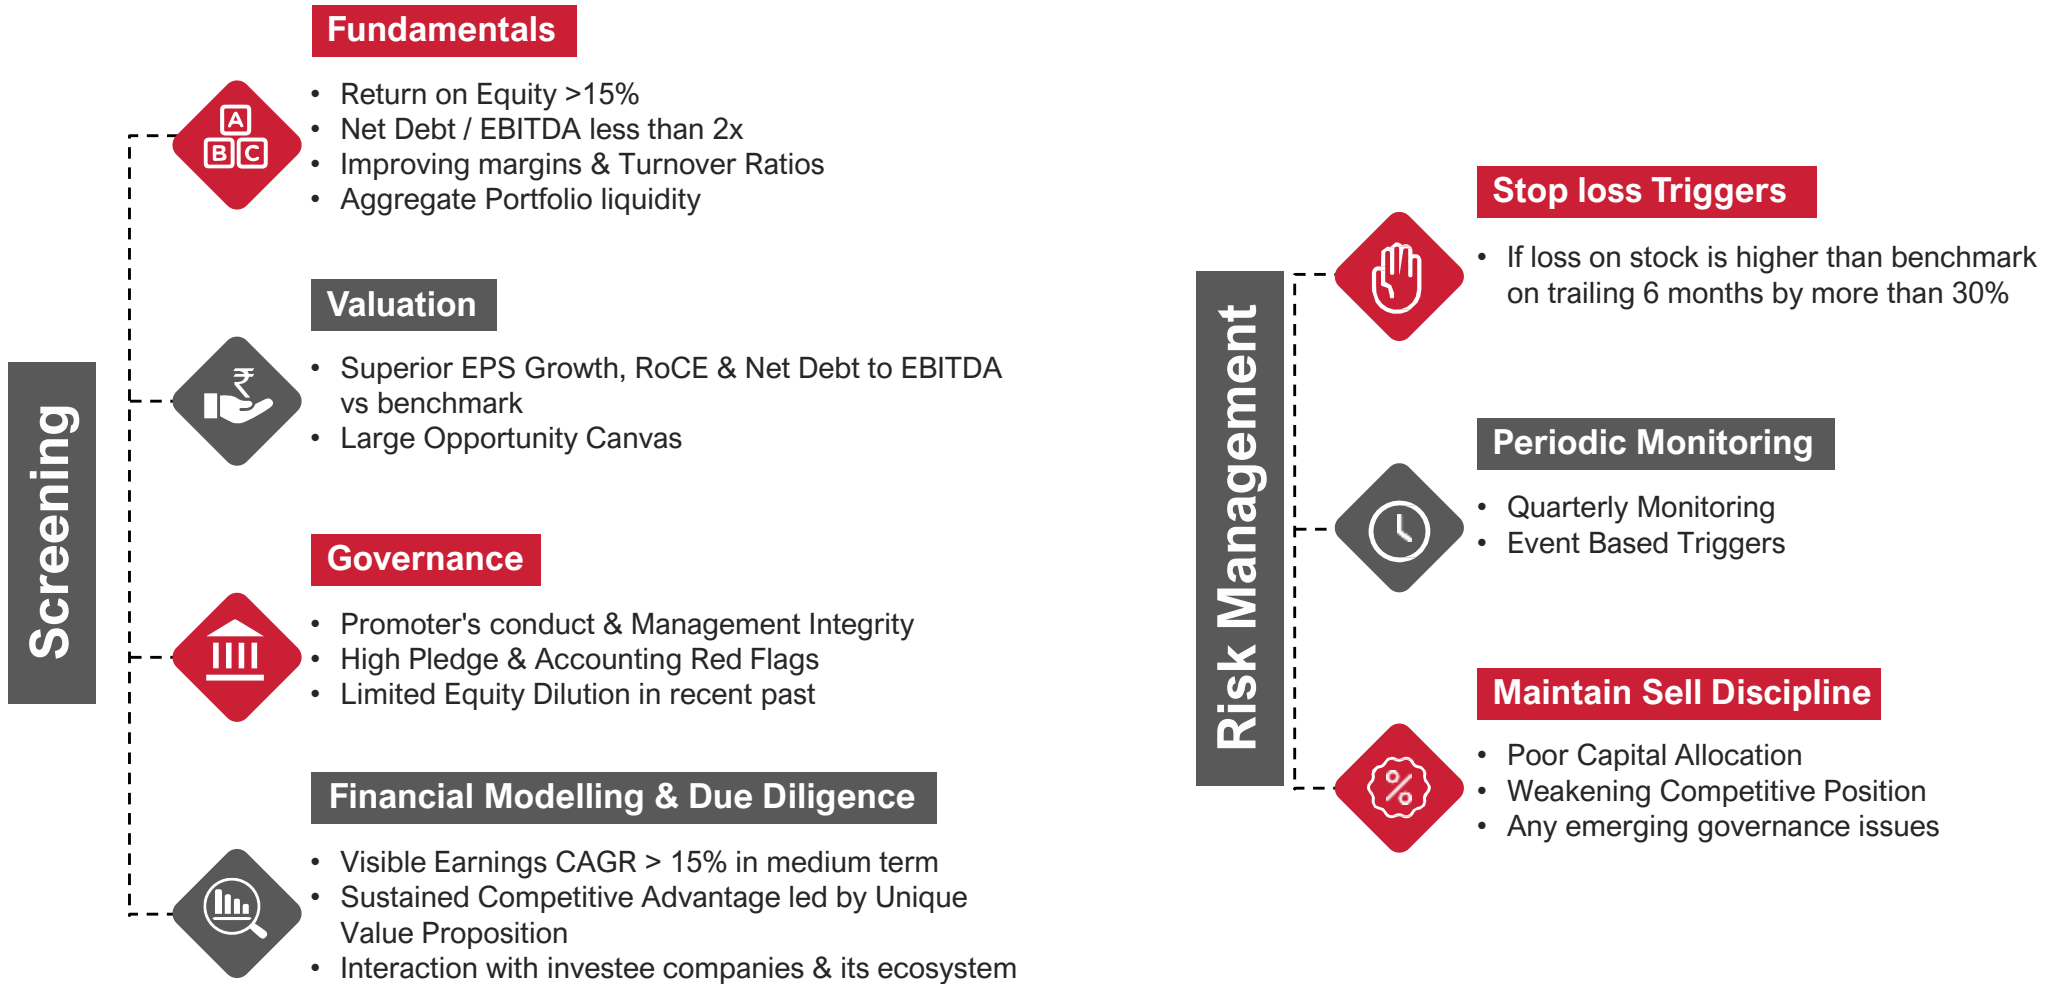 Screening
Fundamentals
A
B C
• Return on Equity >15%
• Net Debt / EBITDA less than 2x
• Improving margins & Turnover Ratios
• Aggregate Portfolio liquidity
Valuation
₹
• Superior EPS Growth, RoCE & Net Debt to EBITDA
vs benchmark
• Large Opportunity Canvas
Governance
• Promoter's conduct & Management Integrity
• High Pledge & Accounting Red Flags
• Limited Equity Dilution in recent past
Financial Modelling & Due Diligence
• Visible Earnings CAGR > 15% in medium term
• Sustained Competitive Advantage led by Unique
Value Proposition
• Interaction with investee companies & its ecosystem
Risk Management
Stop loss Triggers
• If loss on stock is higher than benchmark
on trailing 6 months by more than 30%
Periodic Monitoring
• Quarterly Monitoring
• Event Based Triggers
Maintain Sell Discipline
%
• Poor Capital Allocation
• Weakening Competitive Position
• Any emerging governance issues